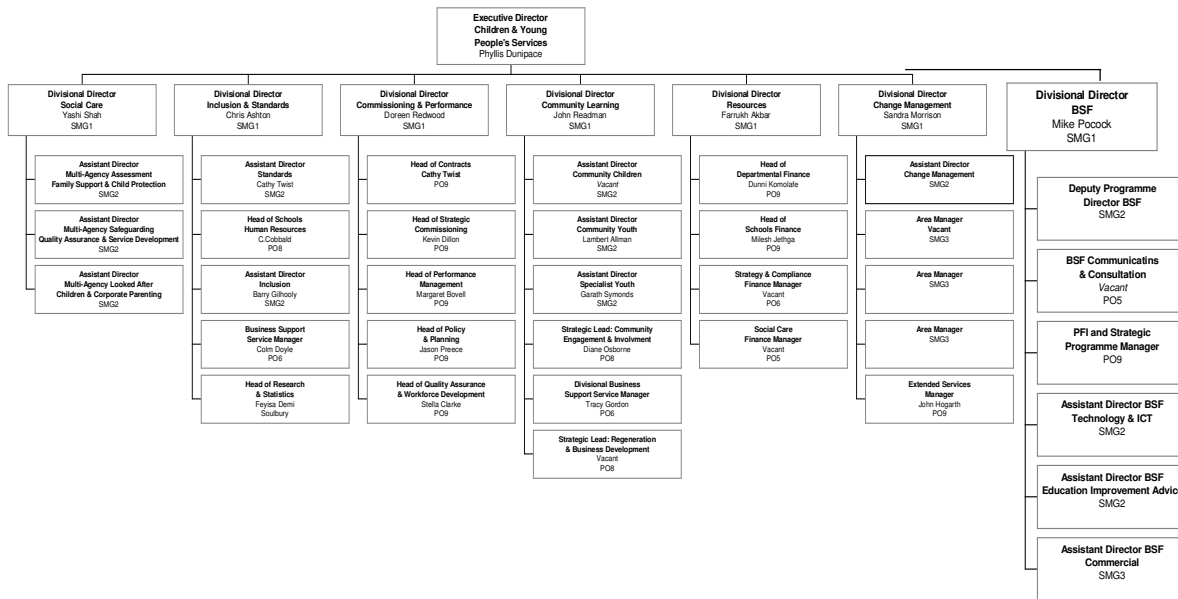 Executive Director
Children & Young
People's Services
Phyllis Dunipace
Divisional Director
Social Care
Yashi Shah
SMG1
Assistant Director
Multi-Agency Assessment
Family Support & Child Protection
SMG2
Assistant Director
Multi-Agency Safeguarding
Quality Assurance & Service Development
SMG2
Assistant Director
Multi-Agency Looked After
Children & Corporate Parenting
SMG2
Divisional Director
Inclusion & Standards
Chris Ashton
SMG1
Assistant Director
Standards
Cathy Twist
SMG2
Head of Schools
Human Resources
C.Cobbald
PO8
Assistant Director
Inclusion
Barry Gilhooly
SMG2
Business Support
Service Manager
Colm Doyle
PO6
Head of Research
& Statistics
Feyisa Demi
Soulbury
Divisional Director
Commissioning & Performance
Doreen Redwood
SMG1
Head of Contracts
Cathy Twist
PO9
Head of Strategic
Commissioning
Kevin Dillon
PO9
Head of Performance
Management
Margaret Bovell
PO9
Head of Policy
& Planning
Jason Preece
PO9
Head of Quality Assurance
& Workforce Development
Stella Clarke
PO9
Divisional Director
Community Learning
John Readman
SMG1
Assistant Director
Community Children
Vacant
SMG2
Assistant Director
Community Youth
Lambert Allman
SMG2
Assistant Director
Specialist Youth
Garath Symonds
SMG2
Strategic Lead: Community
Engagement & Involvment
Diane Osborne
PO8
Divisional Business
Support Service Manager
Tracy Gordon
PO6
Strategic Lead: Regeneration
& Business Development
Vacant
PO8
Divisional Director
Resources
Farrukh Akbar
SMG1
Head of
Departmental Finance
Dunni Komolafe
PO9
Head of
Schools Finance
Milesh Jethga
PO9
Strategy & Compliance
Finance Manager
Vacant
PO6
Social Care
Finance Manager
Vacant
PO5
Divisional Director
Change Management
Sandra Morrison
SMG1
Assistant Director
Change Management
SMG2
Area Manager
Vacant
SMG3
Area Manager
SMG3
Area Manager
SMG3
Extended Services
Manager
John Hogarth
PO9
Divisional Director
BSF
Mike Pocock
SMG1
Deputy Programme
Director BSF
SMG2
BSF Communicatins
& Consultation
Vacant
PO5
PFI and Strategic
Programme Manager
PO9
Assistant Director BSF
Technology & ICT
SMG2
Assistant Director BSF
Education Improvement Advice
SMG2
Assistant Director BSF
Commercial
SMG3